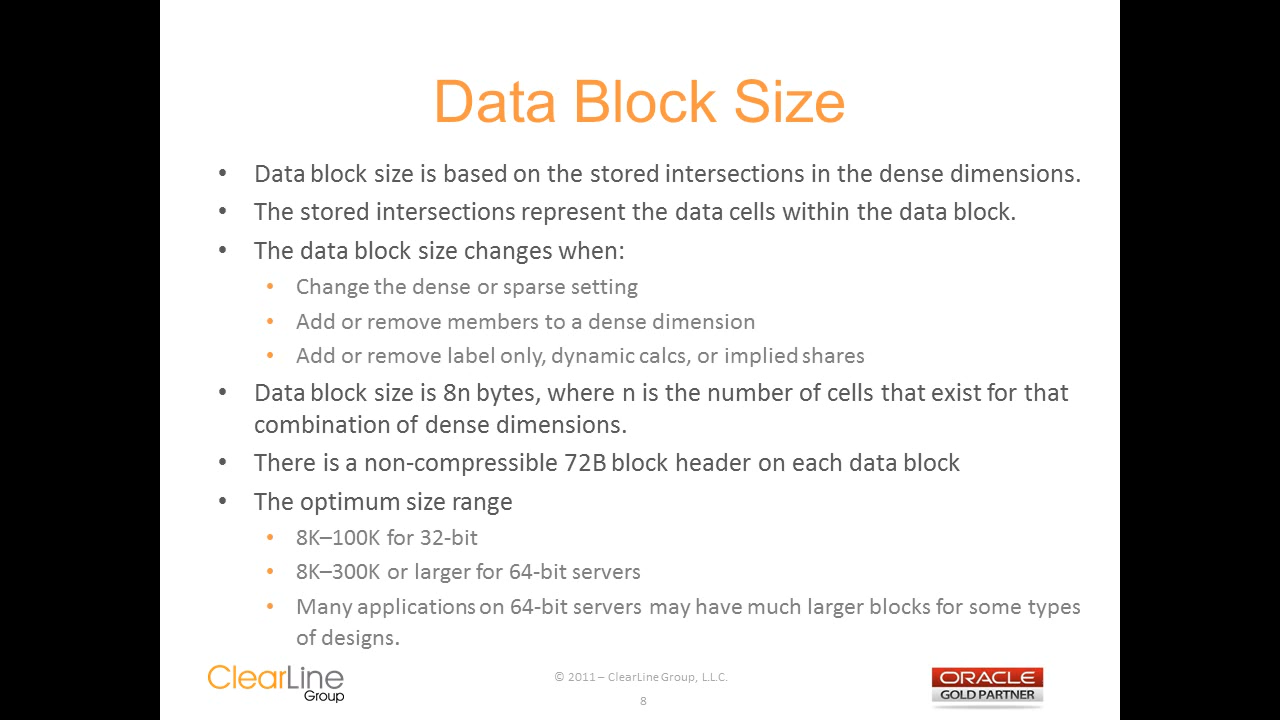 Data Block Size
• Data block size is based on the stored intersections in the dense dimensions.
• The stored intersections represent the data cells within the data block.
• The data block size changes when:
• Change the dense or sparse setting
• Add or remove members to a dense dimension
• Add or remove label only, dynamic calcs, or implied shares
• Data block size is 8n bytes, where n is the number of cells that exist for that
combination of dense dimensions.
• There is a non-compressible 72B block header on each data block
• The optimum size range
• 8K–100K for 32-bit
• 8K–300K or larger for 64-bit servers
• Many applications on 64-bit servers may have much larger blocks for some types
of designs.
ClearLine
Group
© 2011 – ClearLine Group, L.L.C.
8
ORACLE
GOLD PARTNER